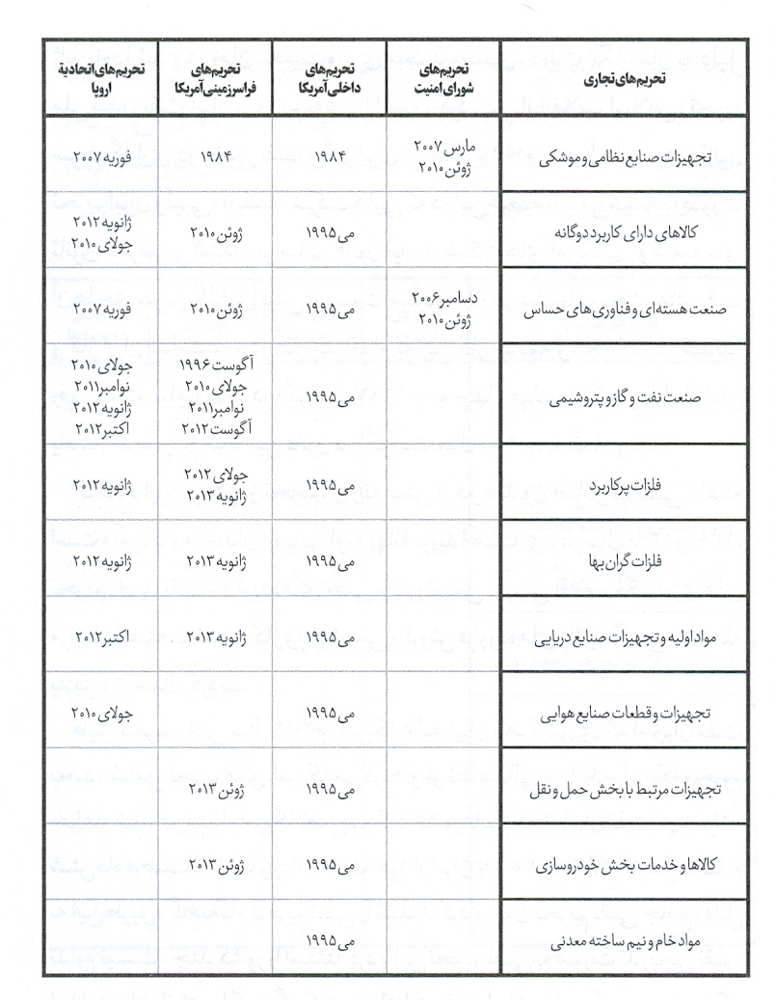 تحریم‌های تجاری
تحریم‌های
شورای امنیت
تحریم‌های
داخلی آمریکا
تحریم‌های
فراسرزمینی آمریکا
تحریم‌های اتحادیۀ
اروپا
تجهیزات صنایع نظامی و موشکی
مارس ۲۰۰۷
ژوئن ۲۰۱۰
۱۹۸۴
۱۹۸۴
فوریه ۲۰۰۷
کالاهای دارای کاربرد دوگانه
می ۱۹۹۵
ژوئن ۲۰۱۰
ژانویه ۲۰۱۲
جولای ۲۰۱۰
صنعت هسته‌ای و فناوری‌های حساس
دسامبر ۲۰۰۶
ژوئن ۲۰۱۰
می ۱۹۹۵
ژوئن ۲۰۱۰
فوریه ۲۰۰۷
صنعت نفت و گاز و پتروشیمی
می ۱۹۹۵
آگوست ۱۹۹۶
جولای ۲۰۱۰
نوامبر ۲۰۱۱
آگوست ۲۰۱۲
جولای ۲۰۱۰
نوامبر ۲۰۱۱
ژانویه ۲۰۱۲
اکتبر ۲۰۱۲
فلزات پرکاربرد
می ۱۹۹۵
جولای ۲۰۱۲
ژانویه ۲۰۱۳
ژانویه ۲۰۱۲
فلزات گران‌بها
می ۱۹۹۵
ژانویه ۲۰۱۳
ژانویه ۲۰۱۲
مواد اولیه و تجهیزات صنایع دریایی
می ۱۹۹۵
ژانویه ۲۰۱۳
اکتبر ۲۰۱۲
تجهیزات و قطعات صنایع هوایی
می ۱۹۹۵
جولای ۲۰۱۰
تجهیزات مرتبط با بخش حمل و نقل
می ۱۹۹۵
ژوئن ۲۰۱۳
کالاها و خدمات بخش خودروسازی
می ۱۹۹۵
ژوئن ۲۰۱۳
مواد خام و نیم ساخته معدنی
می ۱۹۹۵